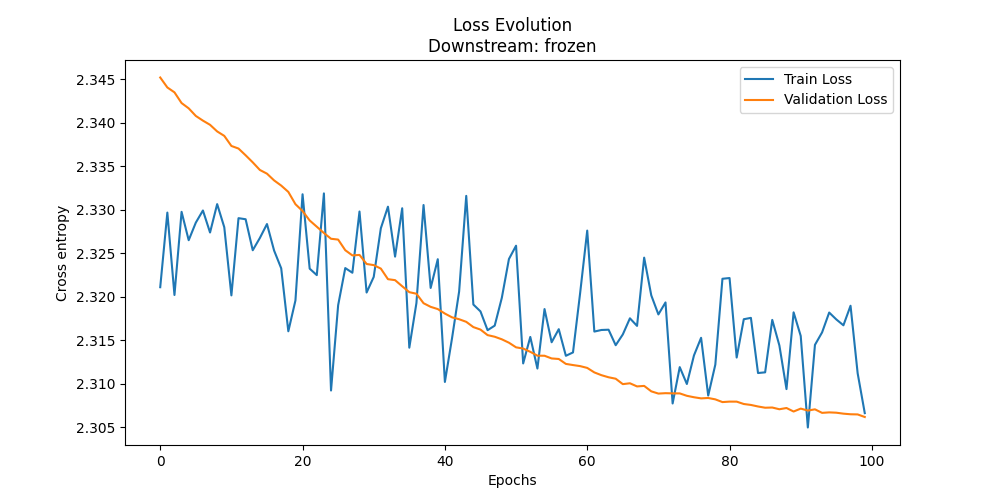 Loss Evolution
Downstream: frozen
Train Loss
Validation Loss
Cross entropy
2.345
2.340
2.335
2.330
2.325
2.320
2.315
2.310
2.305
0
20
40
60
80
100
Epochs